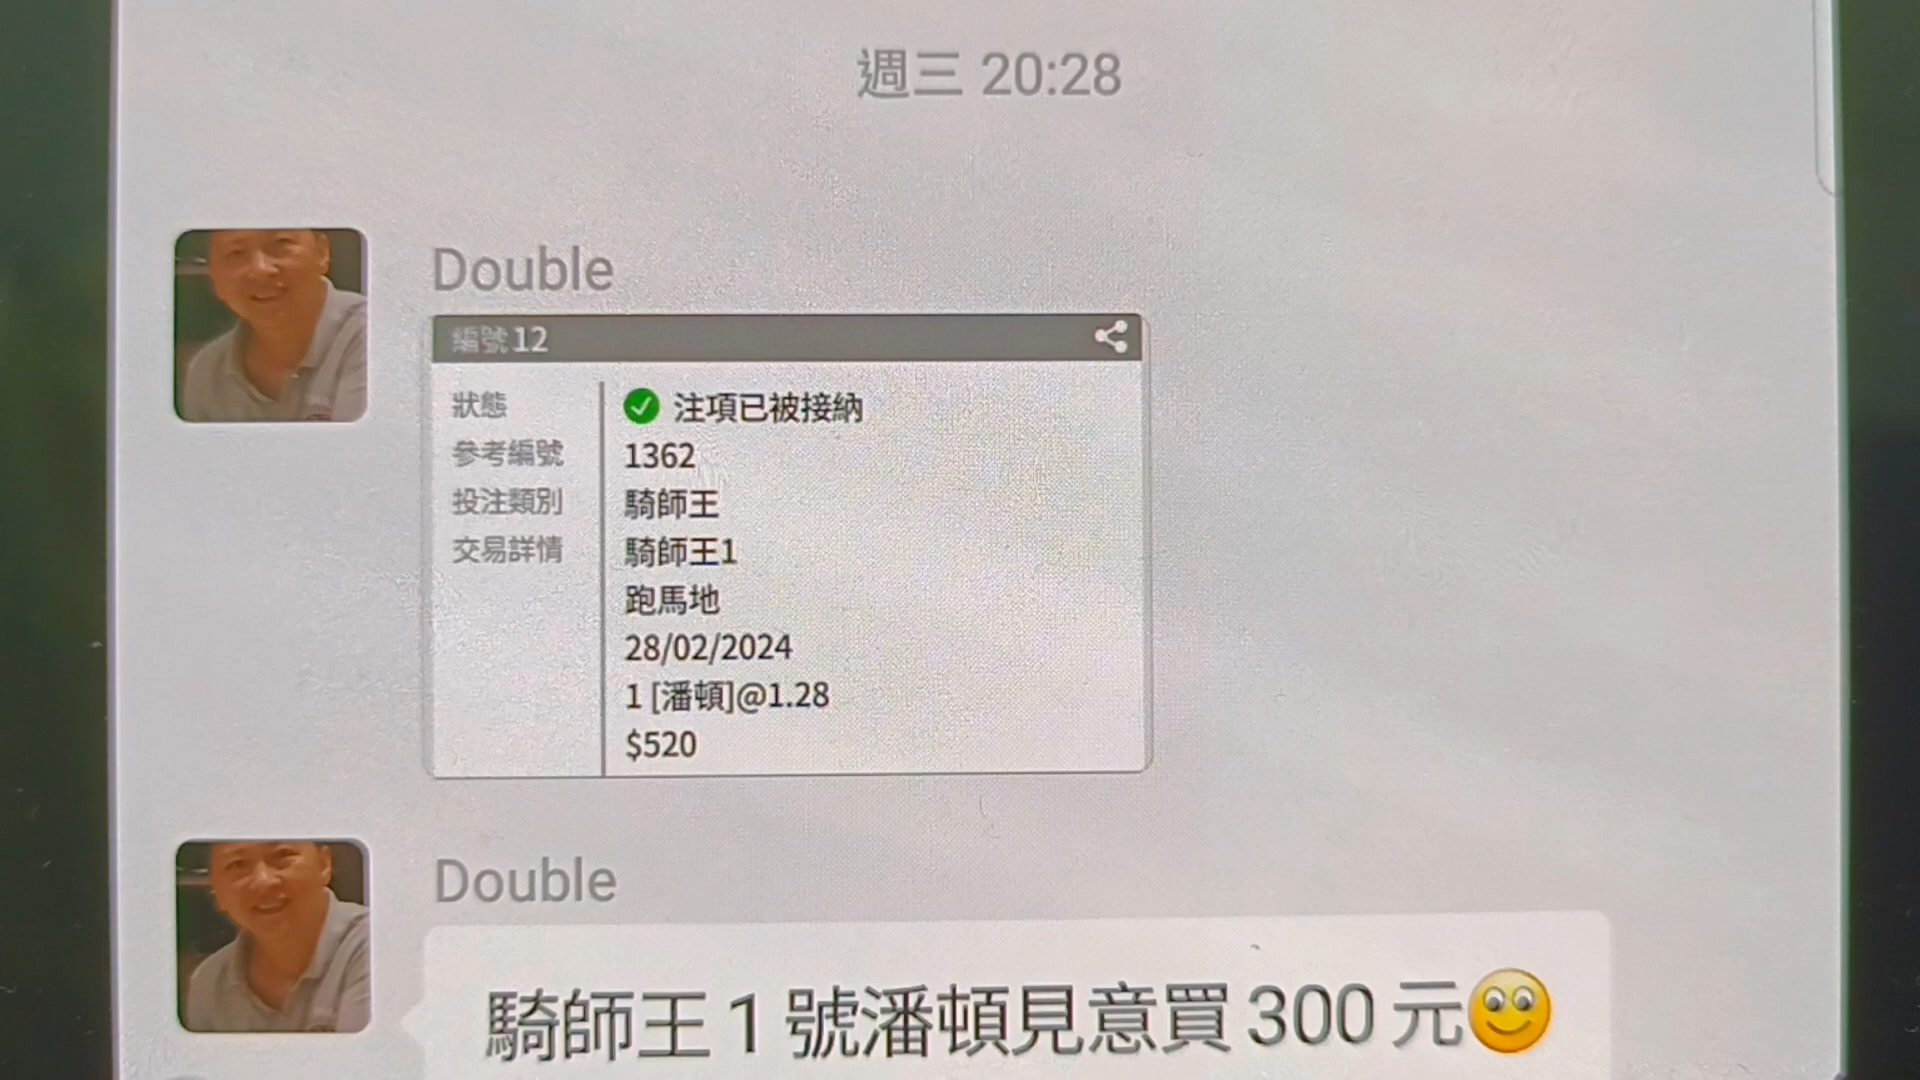 週三 20:28
Double
編號 12
狀態 注項已被接納
參考編號 1362
投注類別 騎師王
交易詳情 騎師王1
跑馬地
28/02/2024
1 [潘頓]@1.28
$520
Double
騎師王 1 號潘頓見意買 300 元🙂